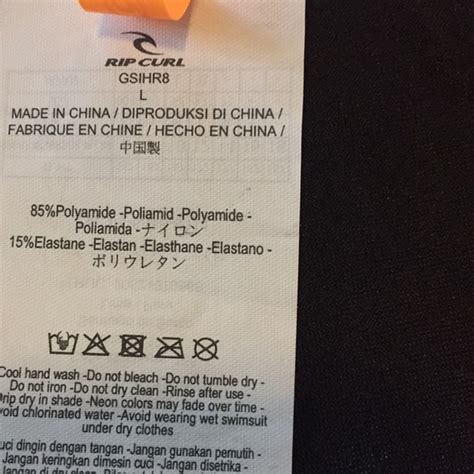 RIP CURL
GSIHR8
L
MADE IN CHINA / DIPRODUKSI DI CHINA /
FABRIQUE EN CHINE / HECHO EN CHINA /
中国製
85%Polyamide -Poliamid -Polyamide -
Poliamida -ナイロン
15%Elastane -Elastan -Elasthane -Elastano -
ポリウレタン
Cool hand wash -Do not bleach -Do not tumble dry -
Do not iron -Do not dry clean -Rinse after use -
Drip dry in shade -Neon colors may fade over time -
Avoid chlorinated water -Avoid wearing wet swimsuit
under dry clothes
Cuci dingin dengan tangan -Jangan gunakan pemutih -
Jangan keringkan dimesin cuci -Jangan disetrika -